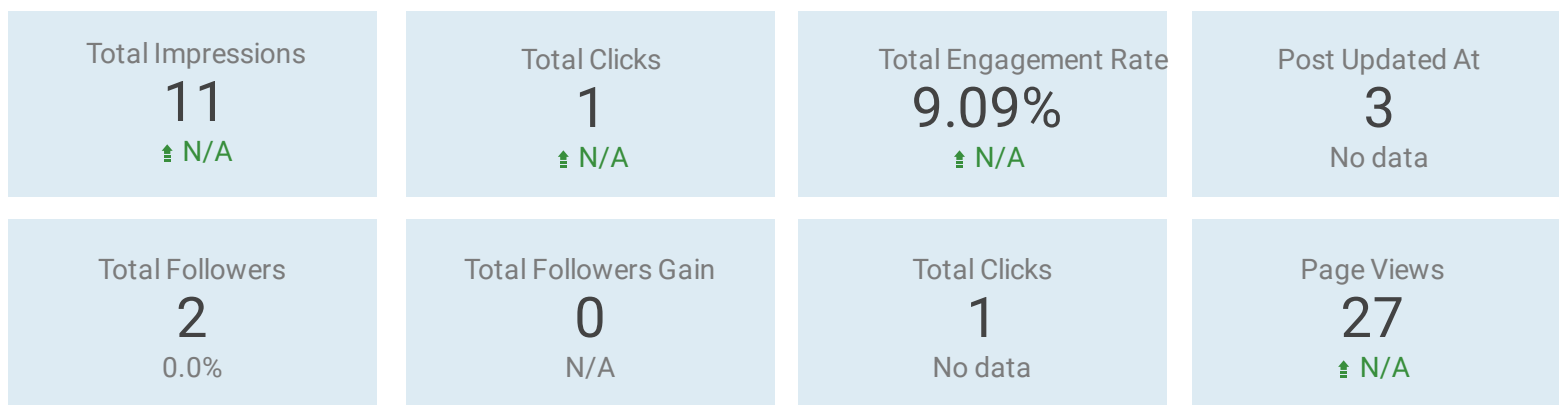 Total Impressions
11
N/A
Total Clicks
1
N/A
Total Engagement Rate
9.09%
N/A
Post Updated At
3
No data
Total Followers
2
0.0%
Total Followers Gain
0
N/A
Total Clicks
1
No data
Page Views
27
N/A